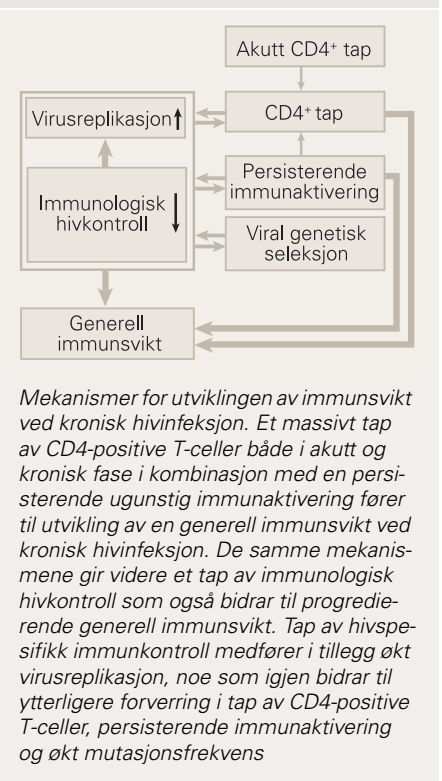 Akutt CD4⁺ tap
Virusreplikasjon
CD4⁺ tap
Immunologisk
hivkontroll
Persisterende
immunaktivering
Viral genetisk
seleksjon
Generell
immunsvikt
Mekanismer for utviklingen av immunsvikt
ved kronisk hivinfeksjon. Et massivt tap
av CD4-positive T-celler både i akutt og
kronisk fase i kombinasjon med en persi-
sterende ugunstig immunaktivering fører
til utvikling av en generell immunsvikt ved
kronisk hivinfeksjon. De samme mekanis-
mene gir videre et tap av immunologisk
hivkontroll som også bidrar til progredie-
rende generell immunsvikt. Tap av hivspe-
sifikk immunkontroll medfører i tillegg økt
virusreplikasjon, noe som igjen bidrar til
ytterligere forverring i tap av CD4-positive
T-celler, persisterende immunaktivering
og økt mutasjonsfrekvens